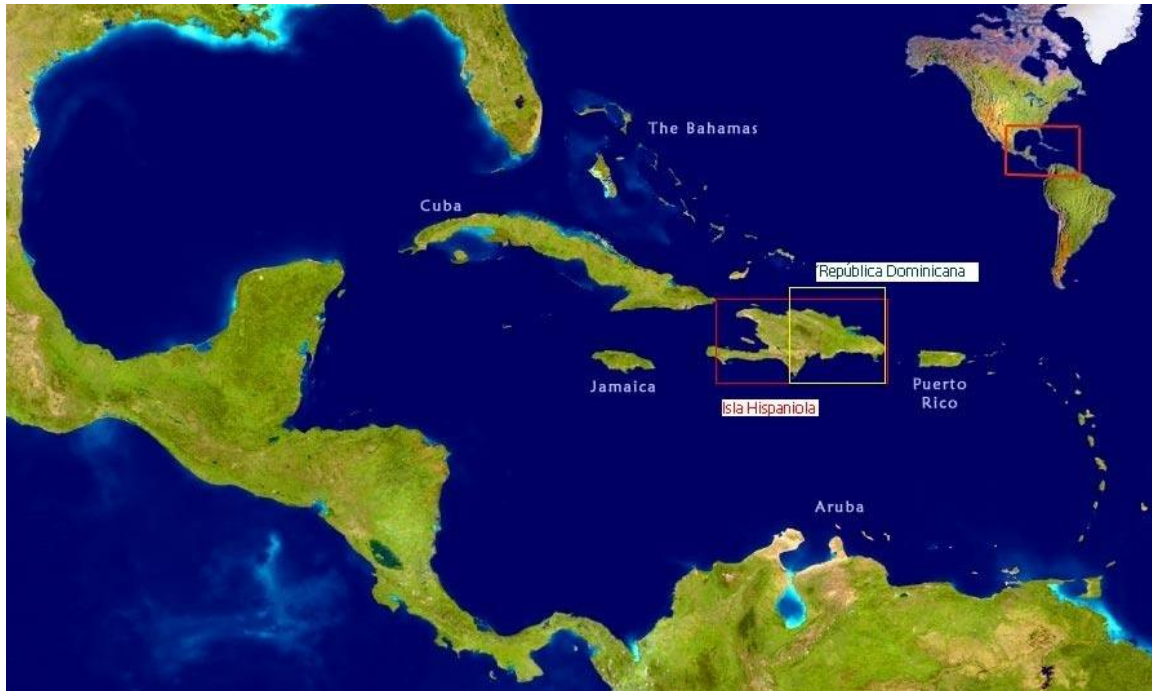 The Bahamas
Cuba
República Dominicana
Jamaica
Isla Hispaniola
Puerto
Rico
Aruba